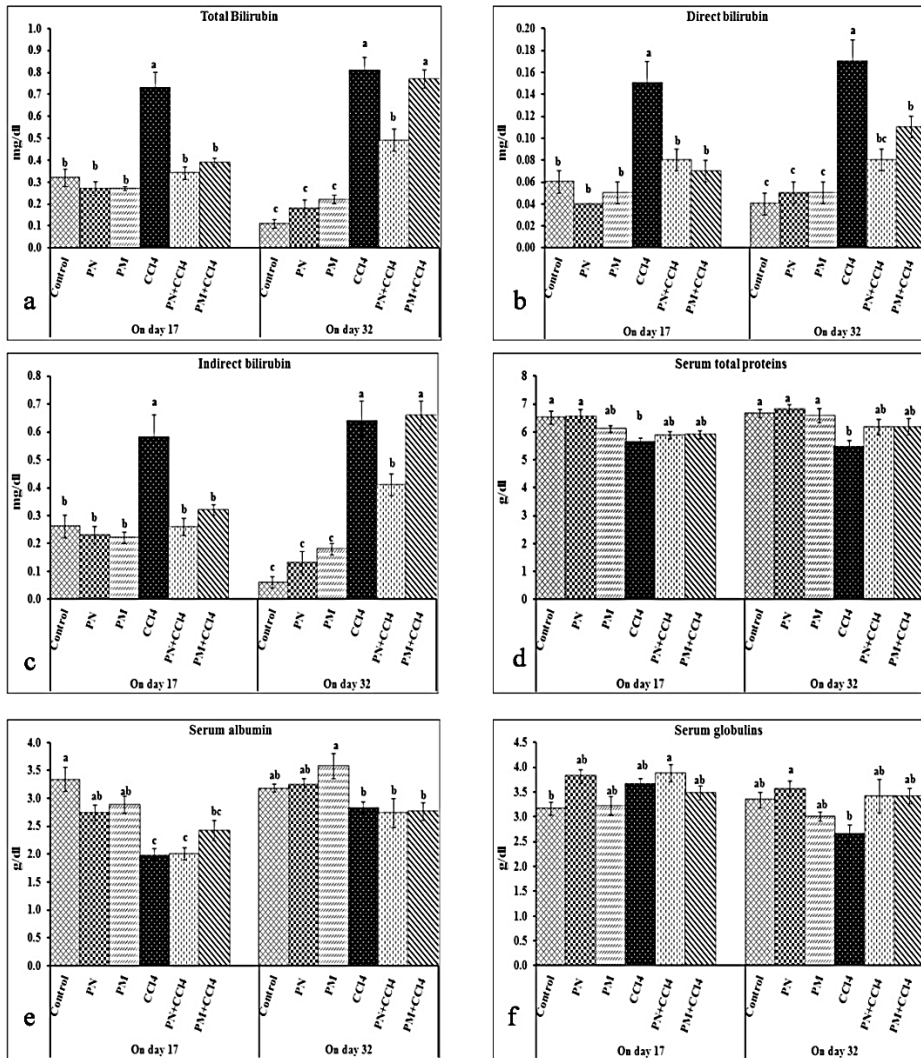 Total Bilirubin
mg/dl
1.0
0.9
0.8
0.7
0.6
0.5
0.4
0.3
0.2
0.1
0.0
b b b a b b c c c a b a
Control PN PM CCl4 PN+CCl4 PM+CCl4 Control PN PM CCl4 PN+CCl4 PM+CCl4
On day 17 On day 32
a
Direct bilirubin
mg/dl
0.20
0.18
0.16
0.14
0.12
0.10
0.08
0.06
0.04
0.02
0.00
b b b a b b c c c a bc b
Control PN PM CCl4 PN+CCl4 PM+CCl4 Control PN PM CCl4 PN+CCl4 PM+CCl4
On day 17 On day 32
b
Indirect bilirubin
mg/dl
0.8
0.7
0.6
0.5
0.4
0.3
0.2
0.1
0.0
b b b a b b c c c a b a
Control PN PM CCl4 PN+CCl4 PM+CCl4 Control PN PM CCl4 PN+CCl4 PM+CCl4
On day 17 On day 32
c
Serum total proteins
g/dl
8
7
6
5
4
3
2
1
0
a a ab b ab ab a a a b ab ab
Control PN PM CCl4 PN+CCl4 PM+CCl4 Control PN PM CCl4 PN+CCl4 PM+CCl4
On day 17 On day 32
d
Serum albumin
g/dl
4.0
3.5
3.0
2.5
2.0
1.5
1.0
0.5
0.0
a ab ab c c bc ab ab a b b b
Control PN PM CCl4 PN+CCl4 PM+CCl4 Control PN PM CCl4 PN+CCl4 PM+CCl4
On day 17 On day 32
e
Serum globulins
g/dl
4.5
4.0
3.5
3.0
2.5
2.0
1.5
1.0
0.5
0.0
b ab ab ab a ab ab a ab b ab ab
Control PN PM CCl4 PN+CCl4 PM+CCl4 Control PN PM CCl4 PN+CCl4 PM+CCl4
On day 17 On day 32
f